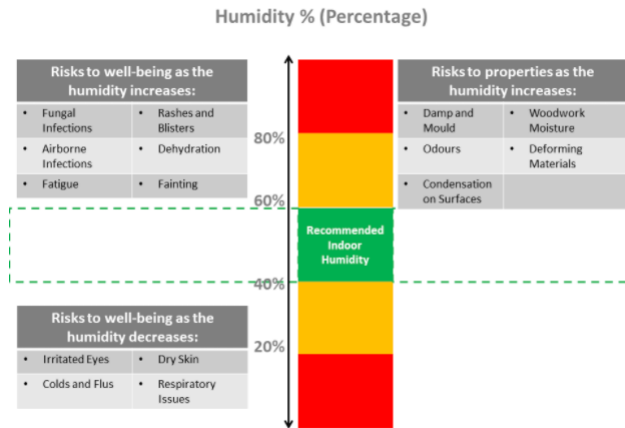 Humidity % (Percentage)
Risks to well-being as the
humidity increases:
• Fungal
Infections
• Rashes and
Blisters
• Airborne
Infections
• Dehydration
• Fatigue
• Fainting
Risks to properties as the
humidity increases:
• Damp and
Mould
• Woodwork
Moisture
• Odours
• Deforming
Materials
• Condensation
on Surfaces
80%
60%
Recommended
Indoor
Humidity
40%
20%
Risks to well-being as the
humidity decreases:
• Irritated Eyes
• Dry Skin
• Colds and Flus
• Respiratory
Issues